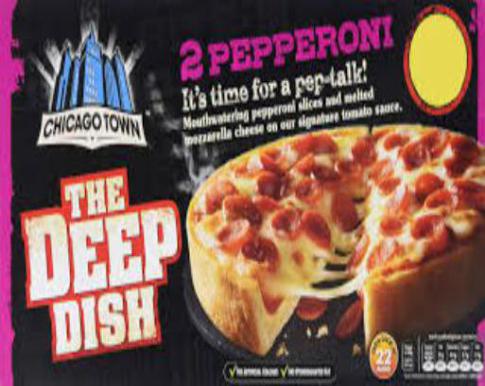 2 PEPPERONI
It's time for a pep-talk!
Mouthwatering pepperoni slices and melted
mozzarella cheese on our signature tomato sauce.
CHICAGO TOWN
THE
DEEP
DISH
22